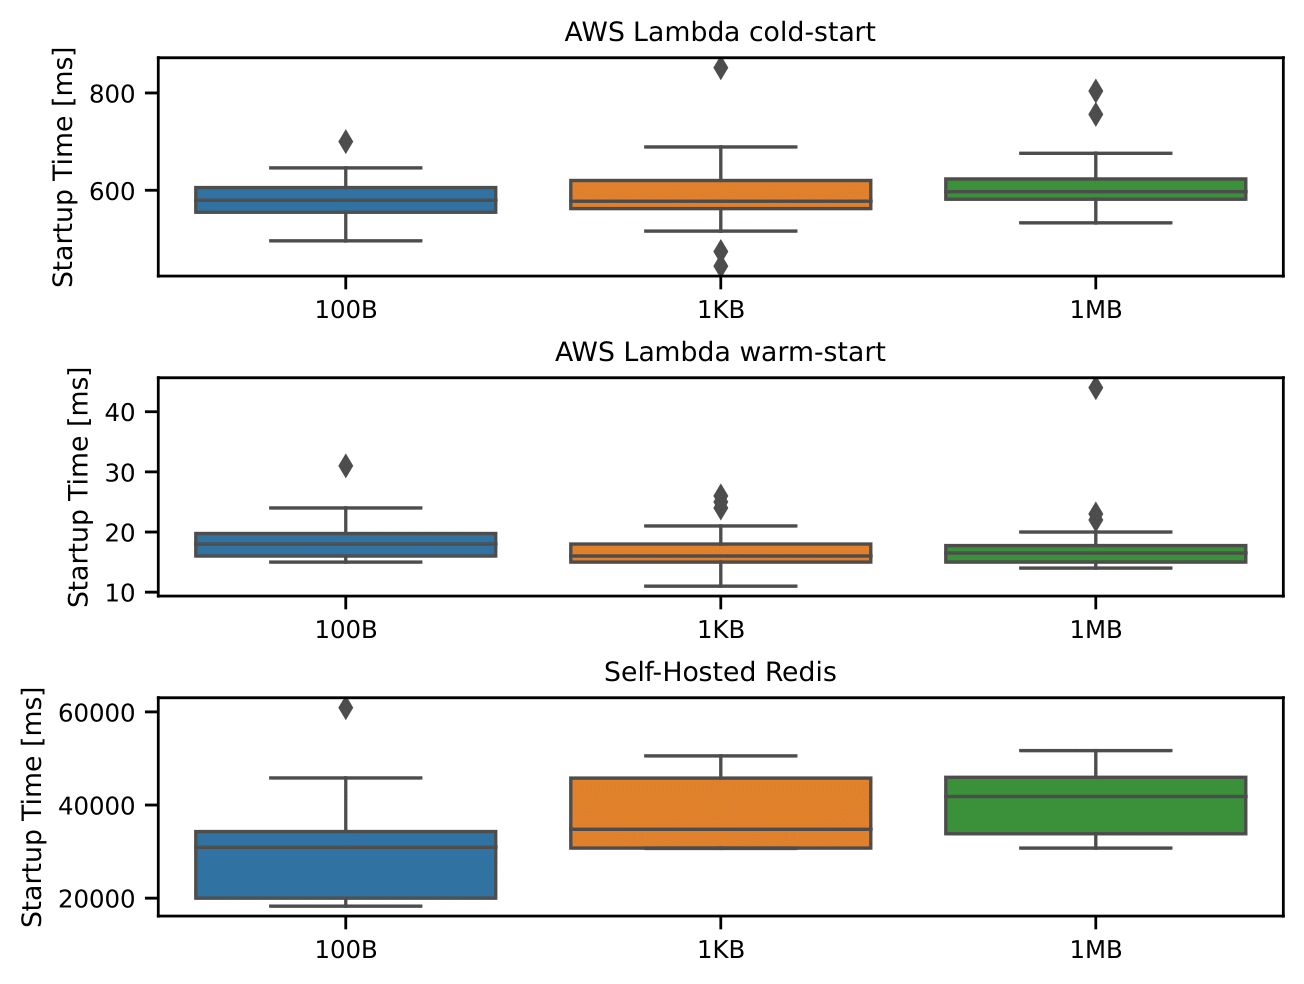 AWS Lambda cold-start
Startup Time [ms]
800
600
100B
1KB
1MB
AWS Lambda warm-start
Startup Time [ms]
40
30
20
10
100B
1KB
1MB
Self-Hosted Redis
Startup Time [ms]
60000
40000
20000
100B
1KB
1MB